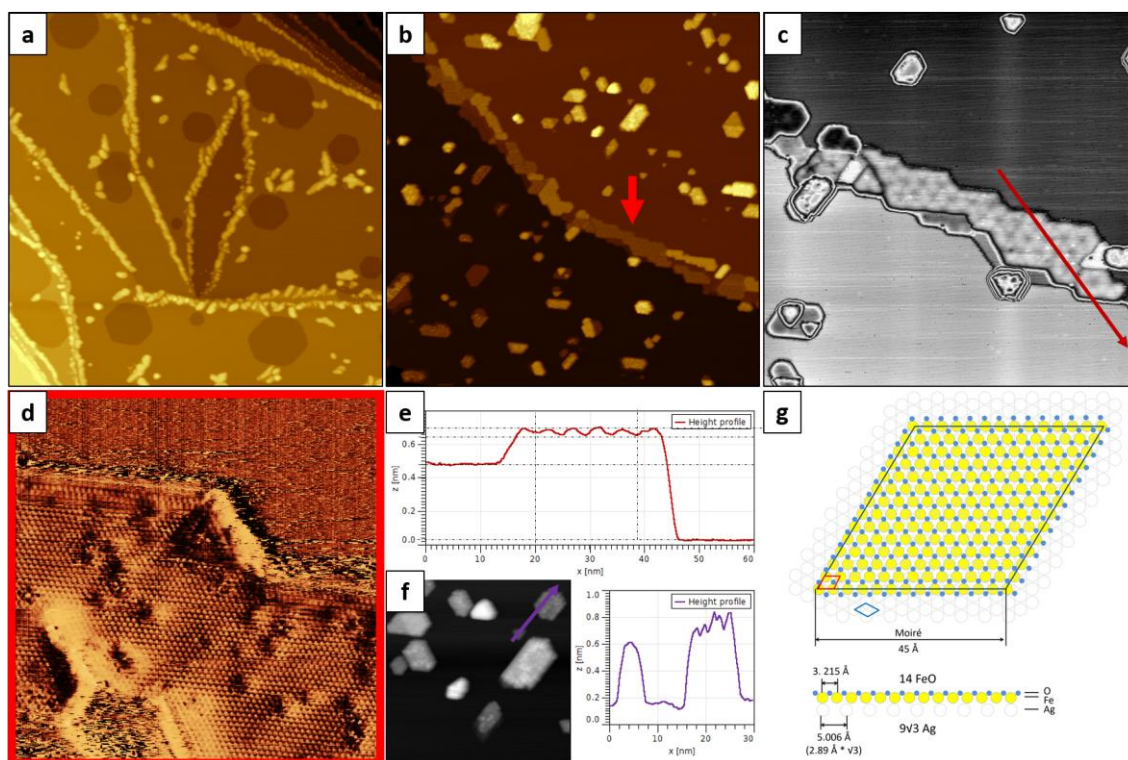 a
b
c
d
e
Height profile
z [nm]
0.6
0.4
0.2
0.0
0
10
20
30
40
50
60
x [nm]
f
Height profile
z [nm]
1.0
0.8
0.6
0.4
0.2
0.0
0
10
20
30
x [nm]
g
Moiré
45 Å
3. 215 Å
14 FeO
O
Fe
Ag
5.006 Å
9√3 Ag
(2.89 Å * √3)